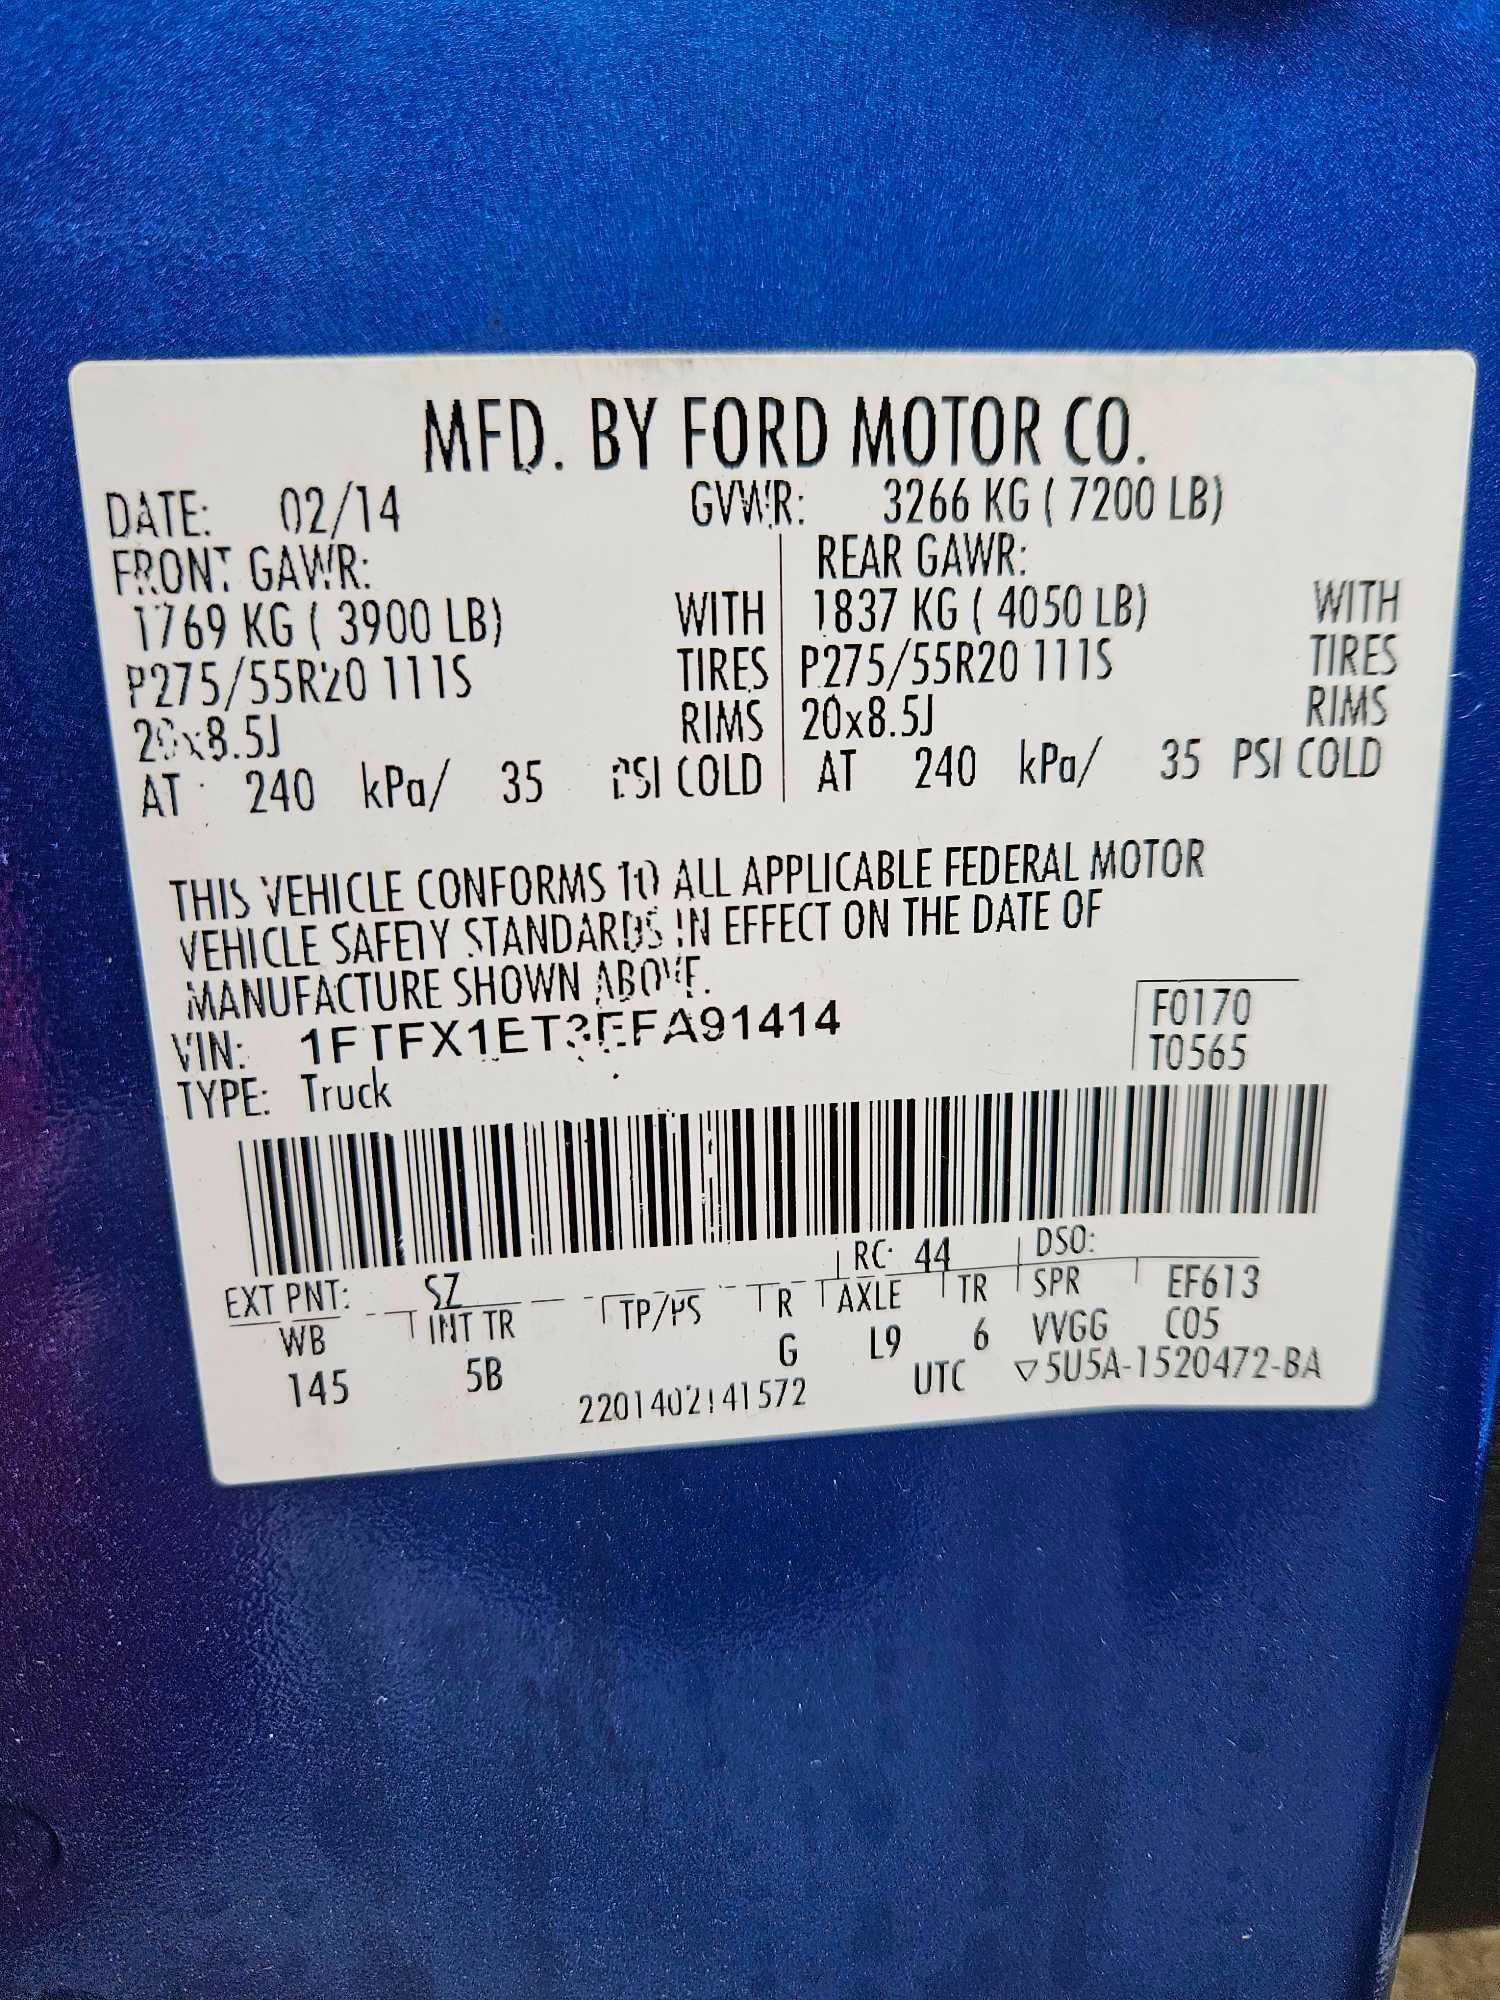 MFD. BY FORD MOTOR CO.
DATE: 02/14 GVWR: 3266 KG ( 7200 LB)
FRONT GAWR: REAR GAWR:
1769 KG ( 3900 LB) WITH 1837 KG ( 4050 LB) WITH
P275/55R20 111S TIRES P275/55R20 111S TIRES
20x8.5J RIMS 20x8.5J RIMS
AT 240 kPa/ 35 PSI COLD AT 240 kPa/ 35 PSI COLD
THIS VEHICLE CONFORMS TO ALL APPLICABLE FEDERAL MOTOR
VEHICLE SAFETY STANDARDS IN EFFECT ON THE DATE OF
MANUFACTURE SHOWN ABOVE.
VIN: 1FTFX1ET3EFA91414 F0170
TYPE: Truck T0565
EXT PNT: SZ RC: 44 DSO:
WB INT TR TP/PS R AXLE TR SPR EF613
145 5B G L9 6 VVGG C05
2201402141572 UTC ▽5U5A-1520472-BA